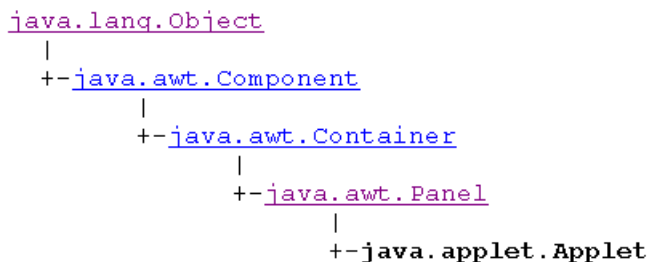 java.lang.Object
|
+-java.awt.Component
|
+-java.awt.Container
|
+-java.awt.Panel
|
+-java.applet.Applet